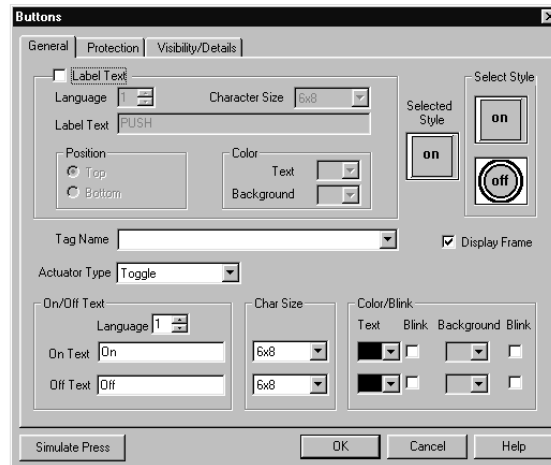 Buttons
General Protection Visibility/Details
Label Text
Language 1 Character Size 6x8
Label Text PUSH
Position
Top
Bottom
Color
Text
Background
Selected
Style
on
Select Style
on
off
Tag Name
Display Frame
Actuator Type Toggle
On/Off Text
Language 1
On Text On
Off Text Off
Char Size
6x8
6x8
Color/Blink
Text Blink Background Blink
Simulate Press OK Cancel Help